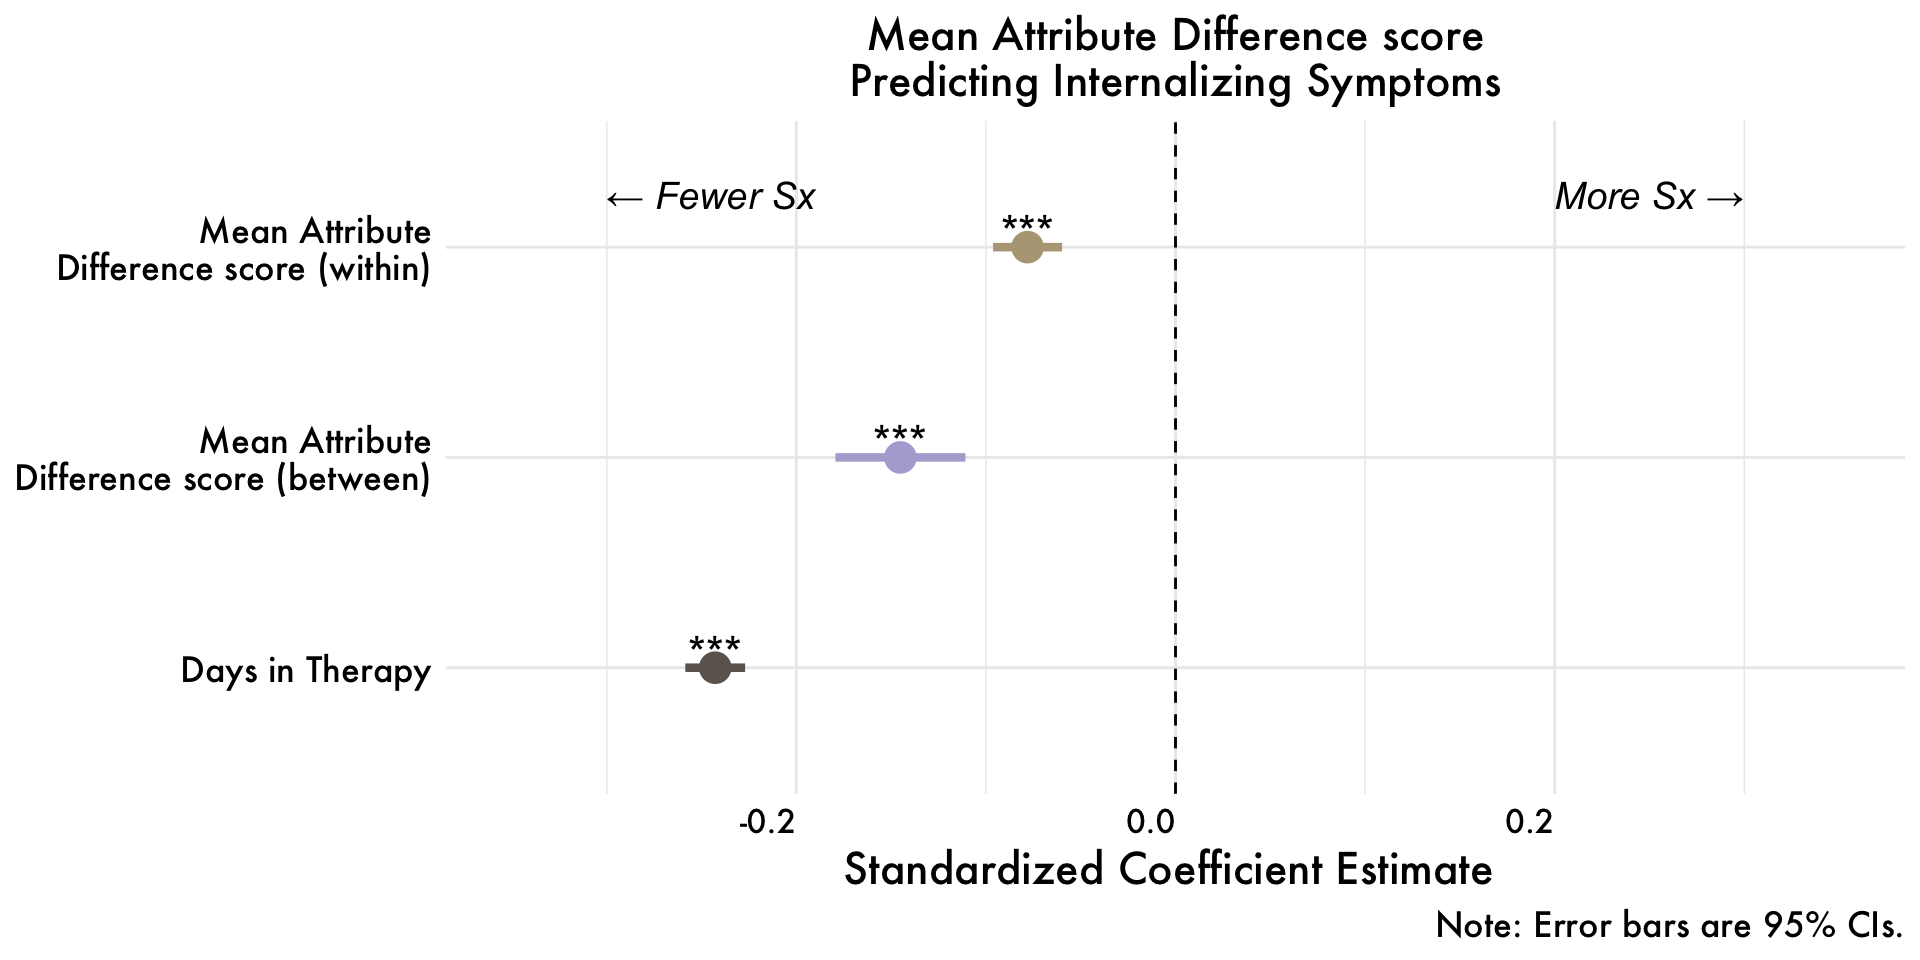 Mean Attribute Difference score
Predicting Internalizing Symptoms
← Fewer Sx
More Sx →
Mean Attribute
Difference score (within)
***
Mean Attribute
Difference score (between)
***
Days in Therapy
***
-0.2
0.0
0.2
Standardized Coefficient Estimate
Note: Error bars are 95% CIs.